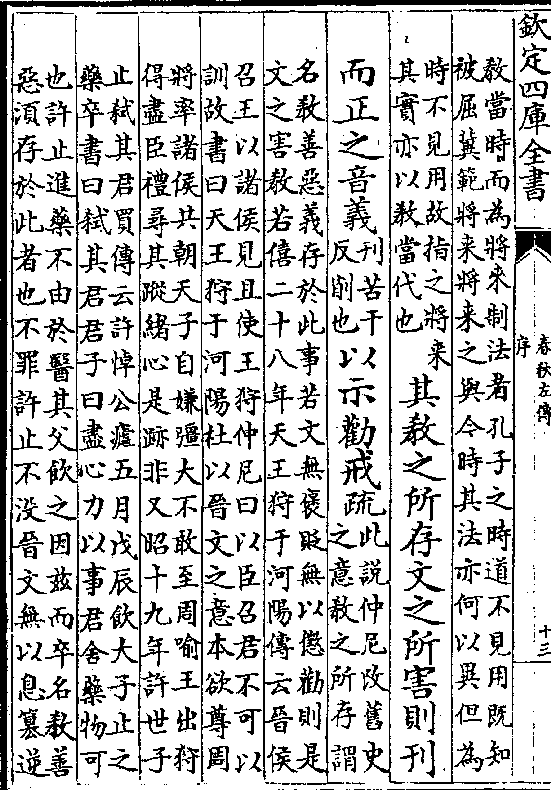 欽定四庫全書
春秋左傳序
十三
教當時而為將來制法者孔子之時道不見用既知
被屈冀範將來將來之與今時其法亦何以異但為
時不見用故指之將來
其實亦以教當代也
其教之所存文之所害則刊
而正之音義
刊苦干
反削也
以示勸戒疏
此說仲尼改舊史
之意教之所存謂
名教善惡義存於此事若文無褒貶無以懲勸則是
文之害教若僖二十八年天王狩于河陽傳云晉侯
召王以諸侯見且使王狩仲尼曰以臣召君不可以
訓故書曰天王狩于河陽杜以晉文之意本欲尊周
將率諸侯共朝天子自嫌彊大不敢至周喻王出狩
得盡臣禮尋其蹤緒心是跡非又昭十九年許世子
止弒其君買傳云許悼公瘧五月戊辰飲大子止之
藥卒書曰弒其君君子曰盡心力以事君舍藥物可
也許止進藥不由於醫其父飲之因茲而卒名教善
惡須存於此者也不罪許止不没晉文無以息篡逆